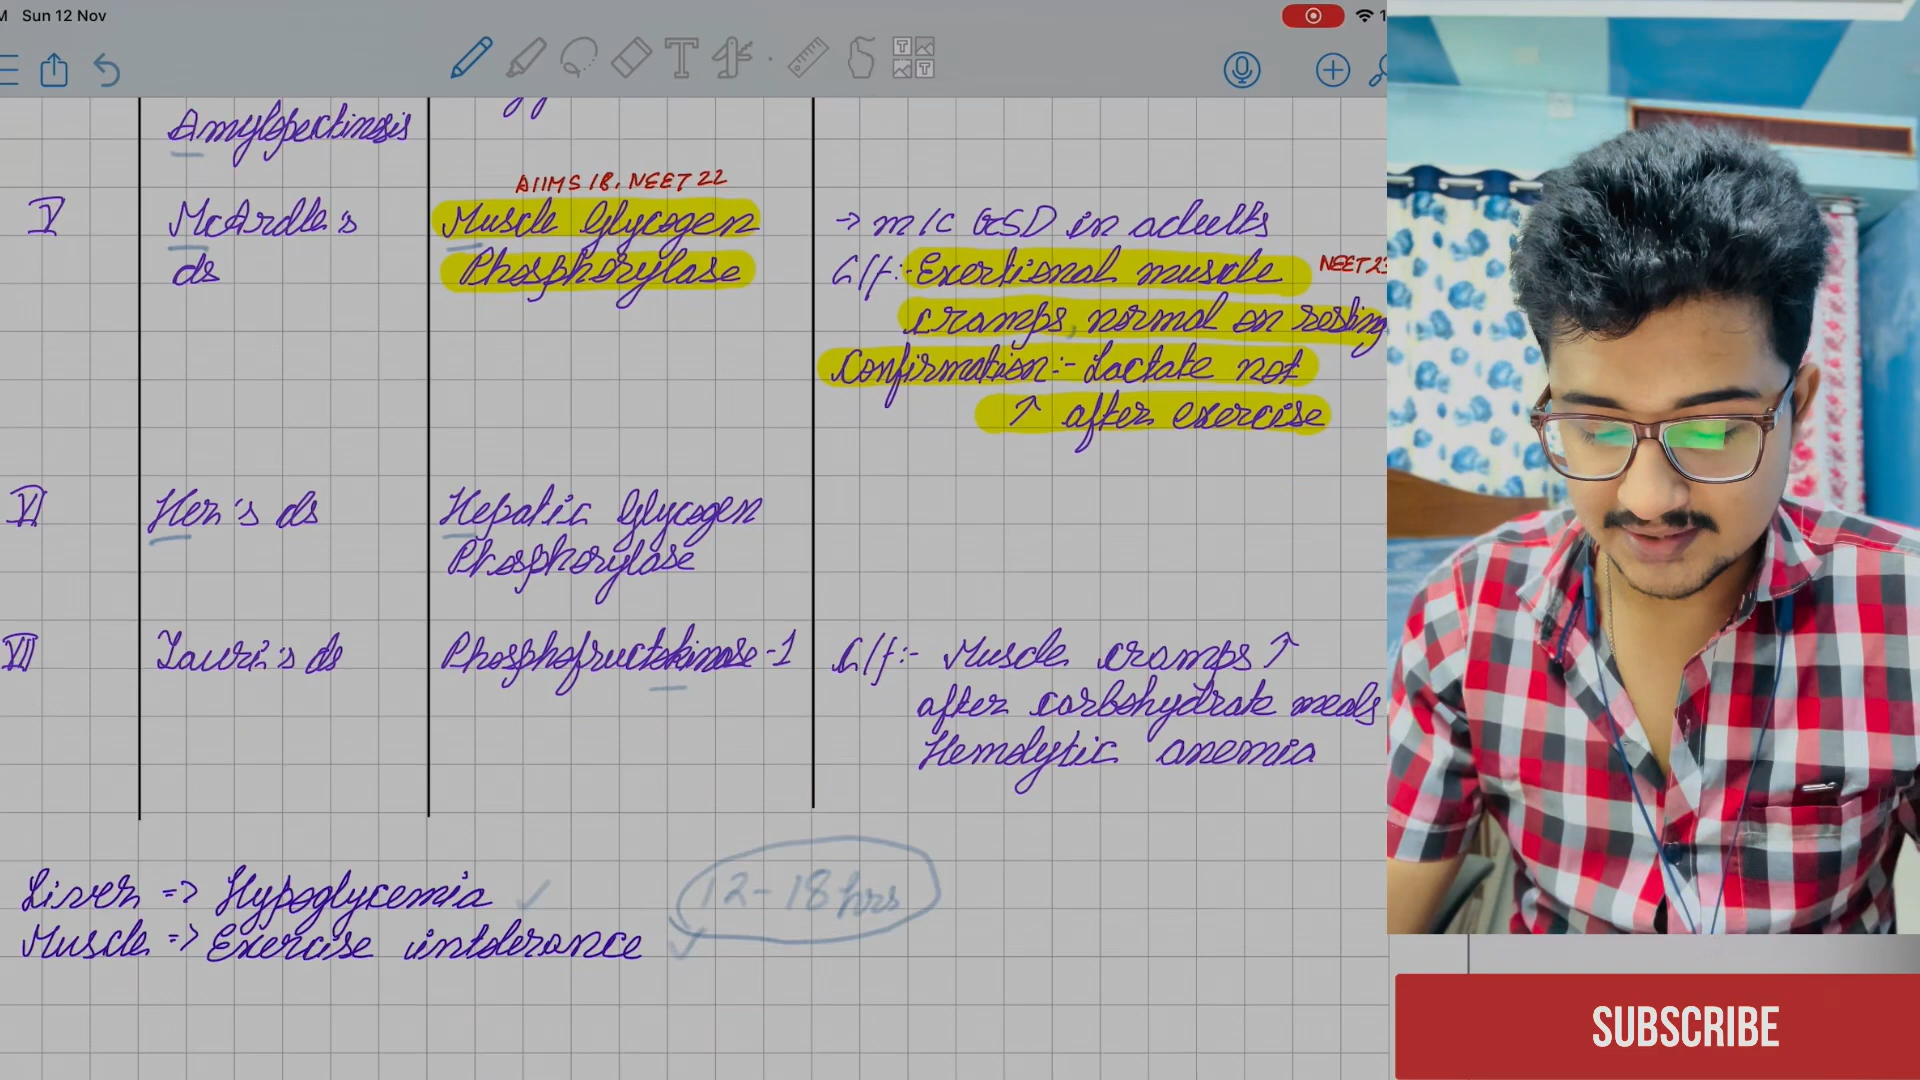 Sun 12 Nov
Amylopectinosis
AIIMS 18, NEET 22
V McArdle's Muscle Glycogen → m/c GSD in adults
ds Phosphorylase C/f:- Exertional muscle NEET 23
cramps, normal on resting
Confirmation:- Lactate not
↑ after exercise
VI Her's ds Hepatic Glycogen
Phosphorylase
VII Tauri's ds Phosphofructokinase-1 C/f:- Muscle cramps ↑
after carbohydrate meals
Hemolytic anemia
Liver => Hypoglycemia 12-18 hrs
Muscle => Exercise intolerance
SUBSCRIBE